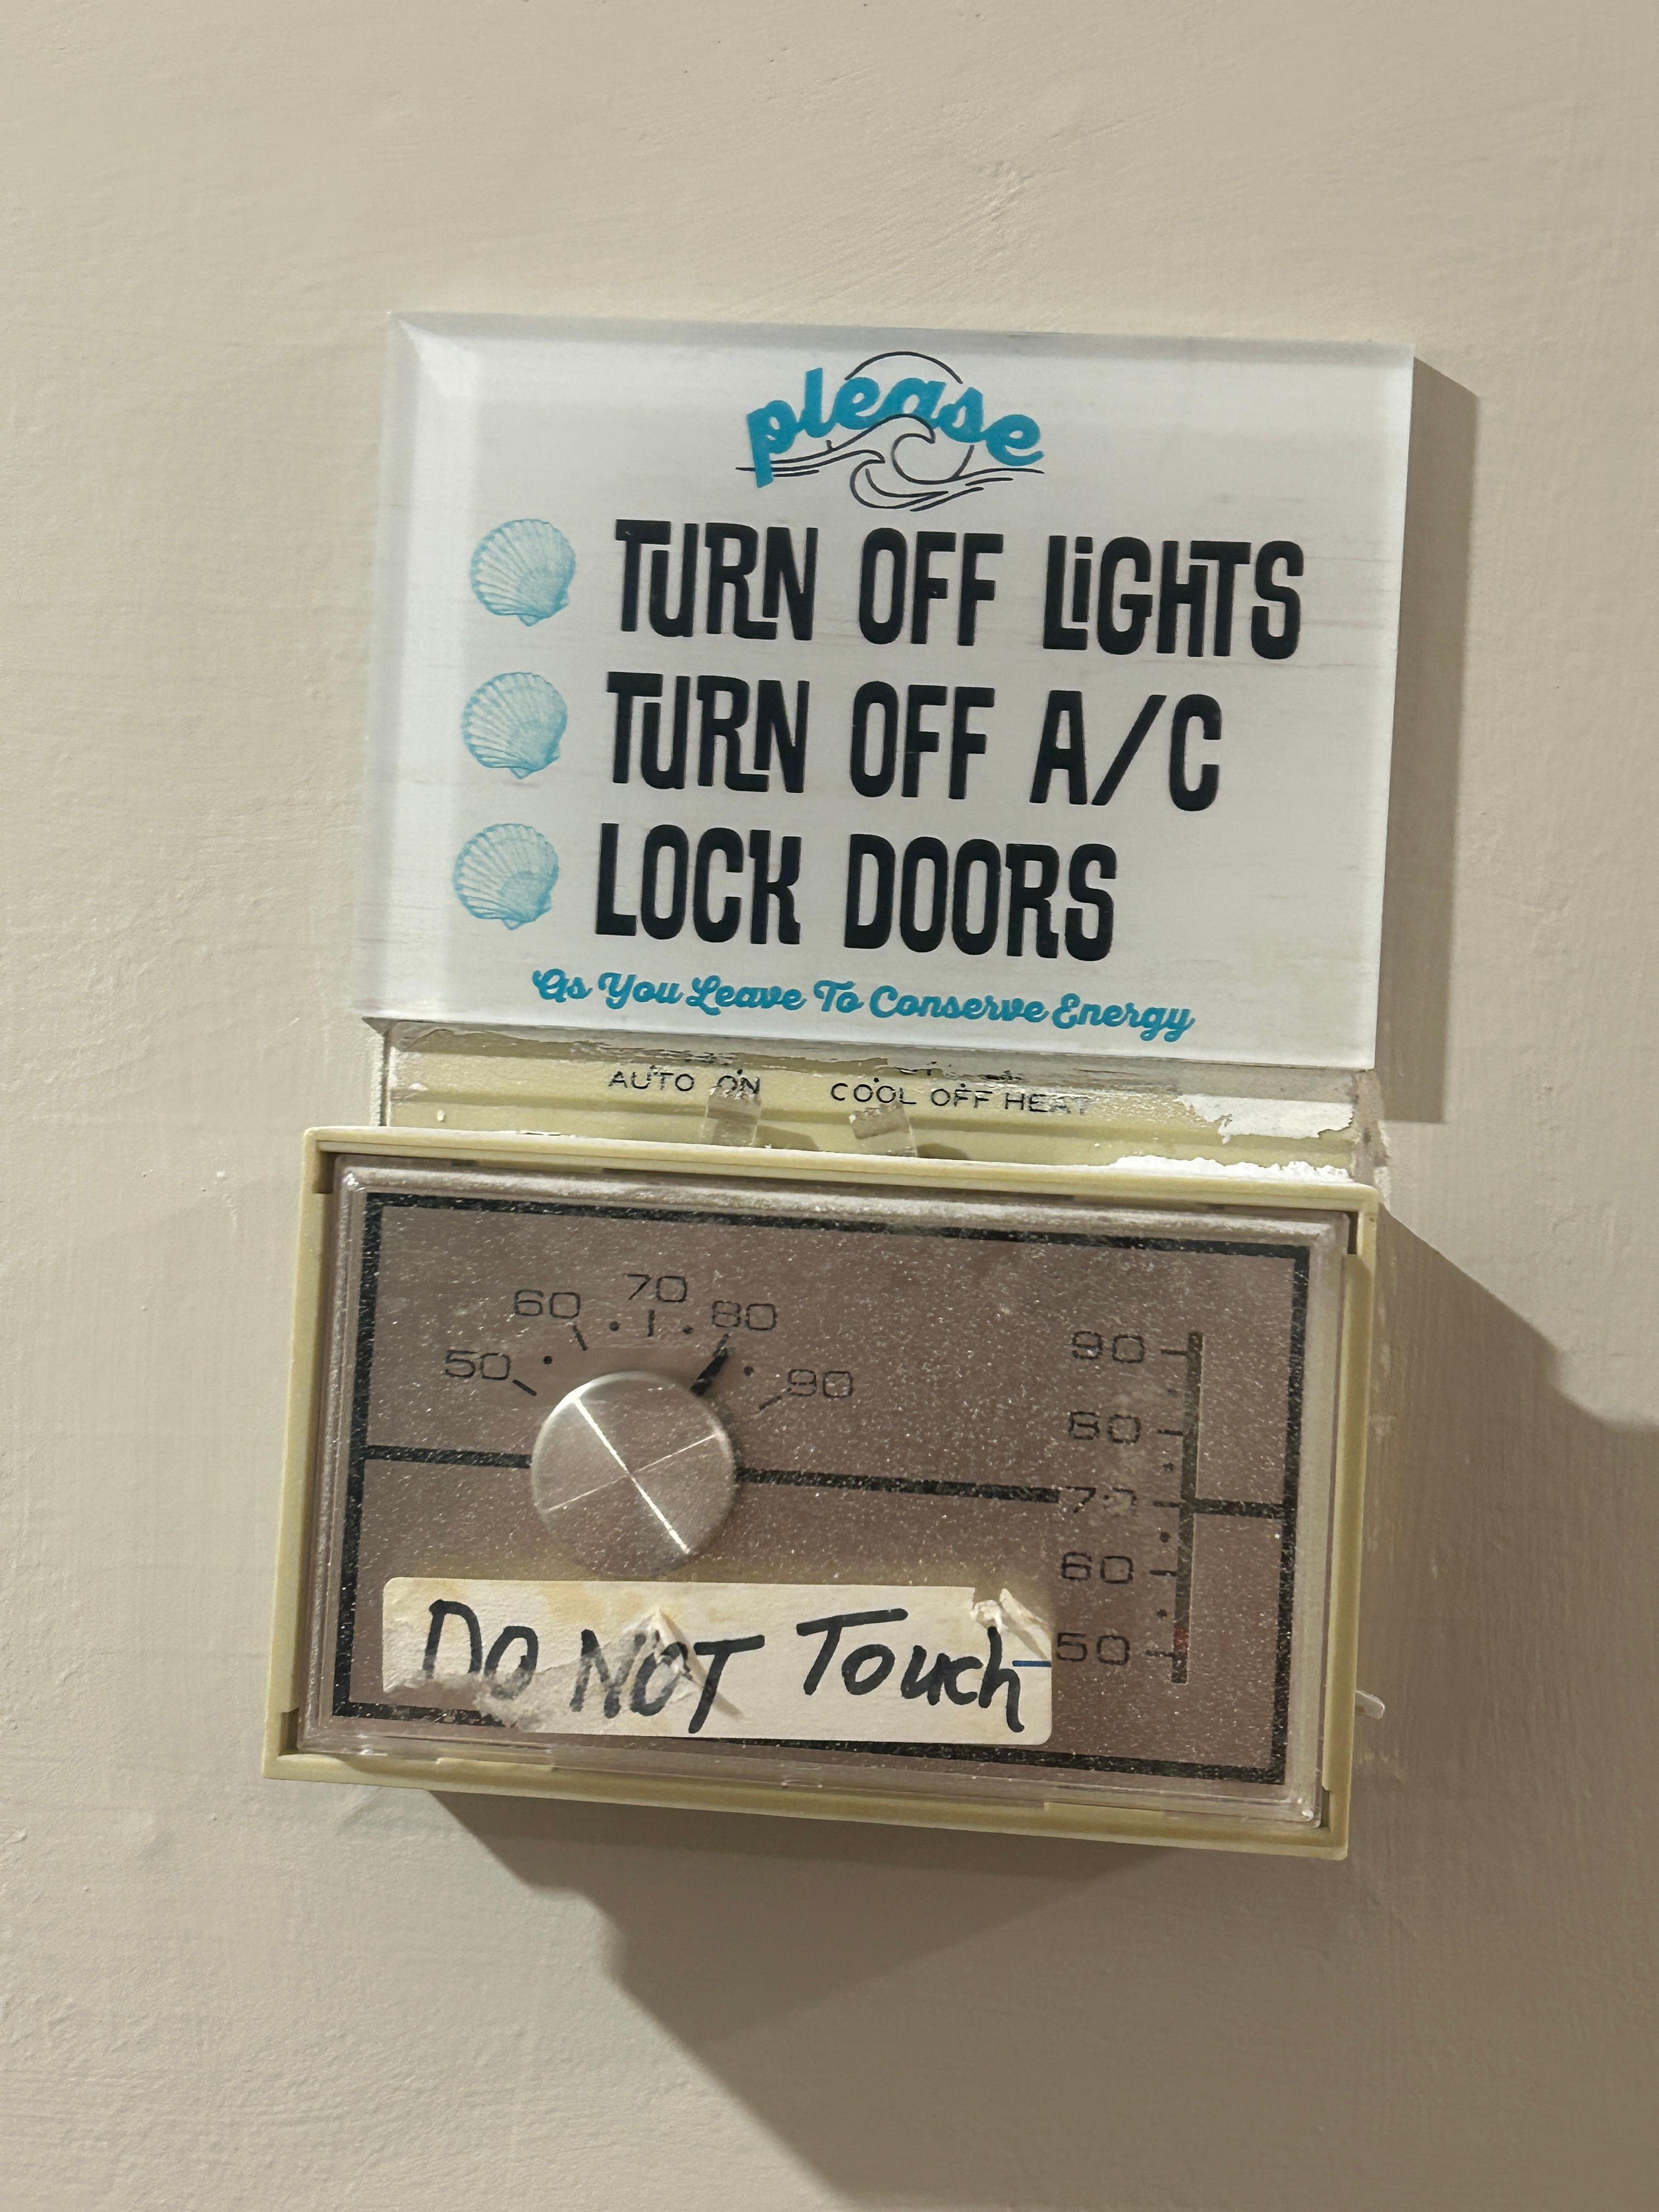 please
TURN OFF LIGHTS
TURN OFF A/C
LOCK DOORS
As You Leave To Conserve Energy
AUTO ON COOL OFF HEAT
50 60 70 80 90
90
80
60
50
DO NOT Touch